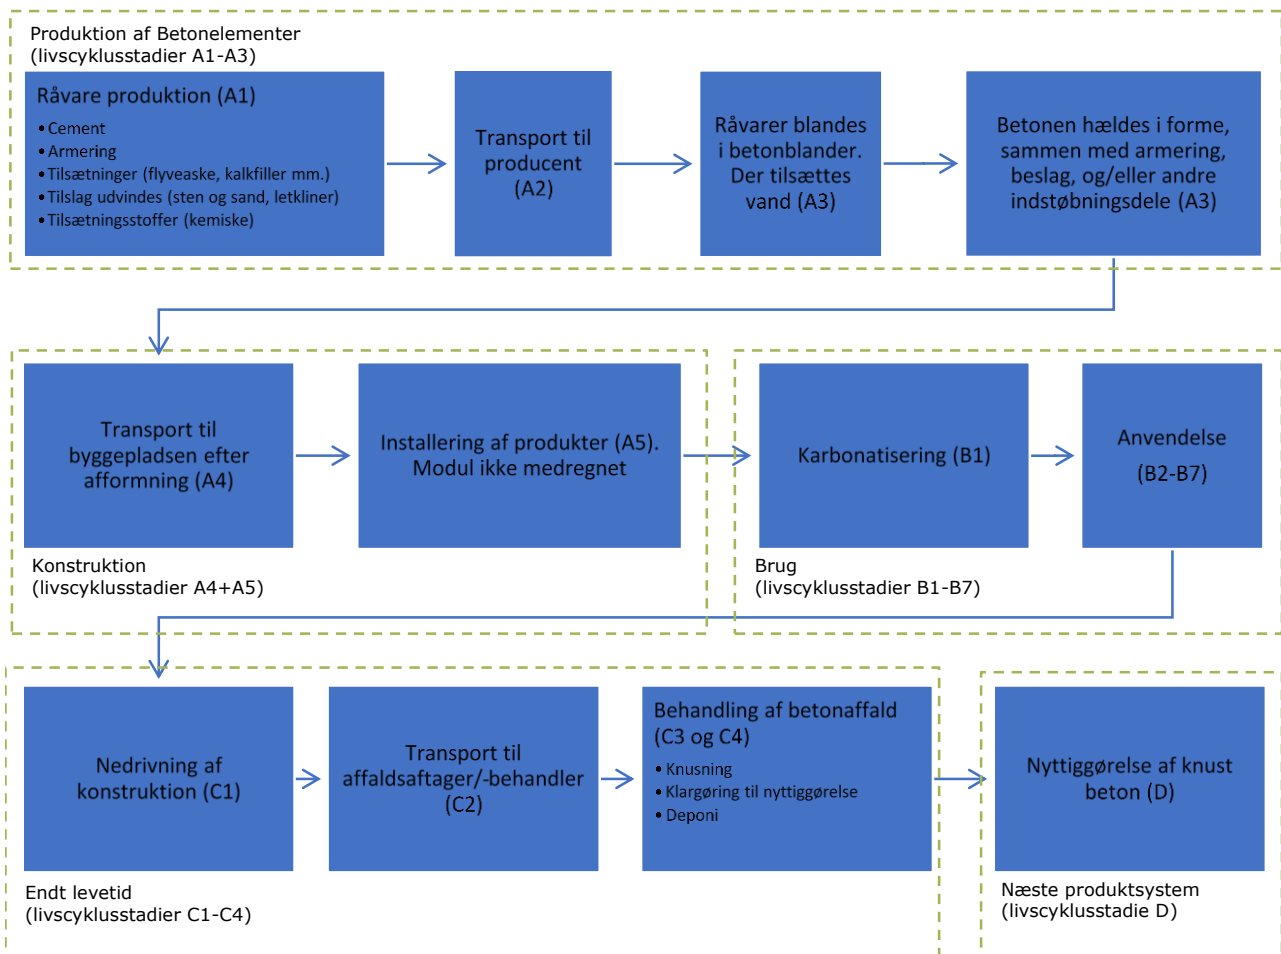 Produktion af Betonelementer
(livscyklusstadier A1-A3)
Råvare produktion (A1)
• Cement
• Armering
• Tilsætninger (flyveaske, kalkfiller mm.)
• Tilslag udvindes (sten og sand, letkliner)
• Tilsætningsstoffer (kemiske)
Transport til
producent
(A2)
Råvarer blandes
i betonblander.
Der tilsættes
vand (A3)
Betonen hældes i forme,
sammen med armering,
beslag, og/eller andre
indstøbningsdele (A3)
Transport til
byggepladsen efter
afformning (A4)
Installering af produkter (A5).
Modul ikke medregnet
Konstruktion
(livscyklusstadier A4+A5)
Karbonatisering (B1)
Anvendelse
(B2-B7)
Brug
(livscyklusstadier B1-B7)
Nedrivning af
konstruktion (C1)
Transport til
affaldsaftager/-behandler
(C2)
Behandling af betonaffald
(C3 og C4)
• Knusning
• Klargøring til nyttiggørelse
• Deponi
Endt levetid
(livscyklusstadier C1-C4)
Nyttiggørelse af knust
beton (D)
Næste produktsystem
(livscyklusstadie D)